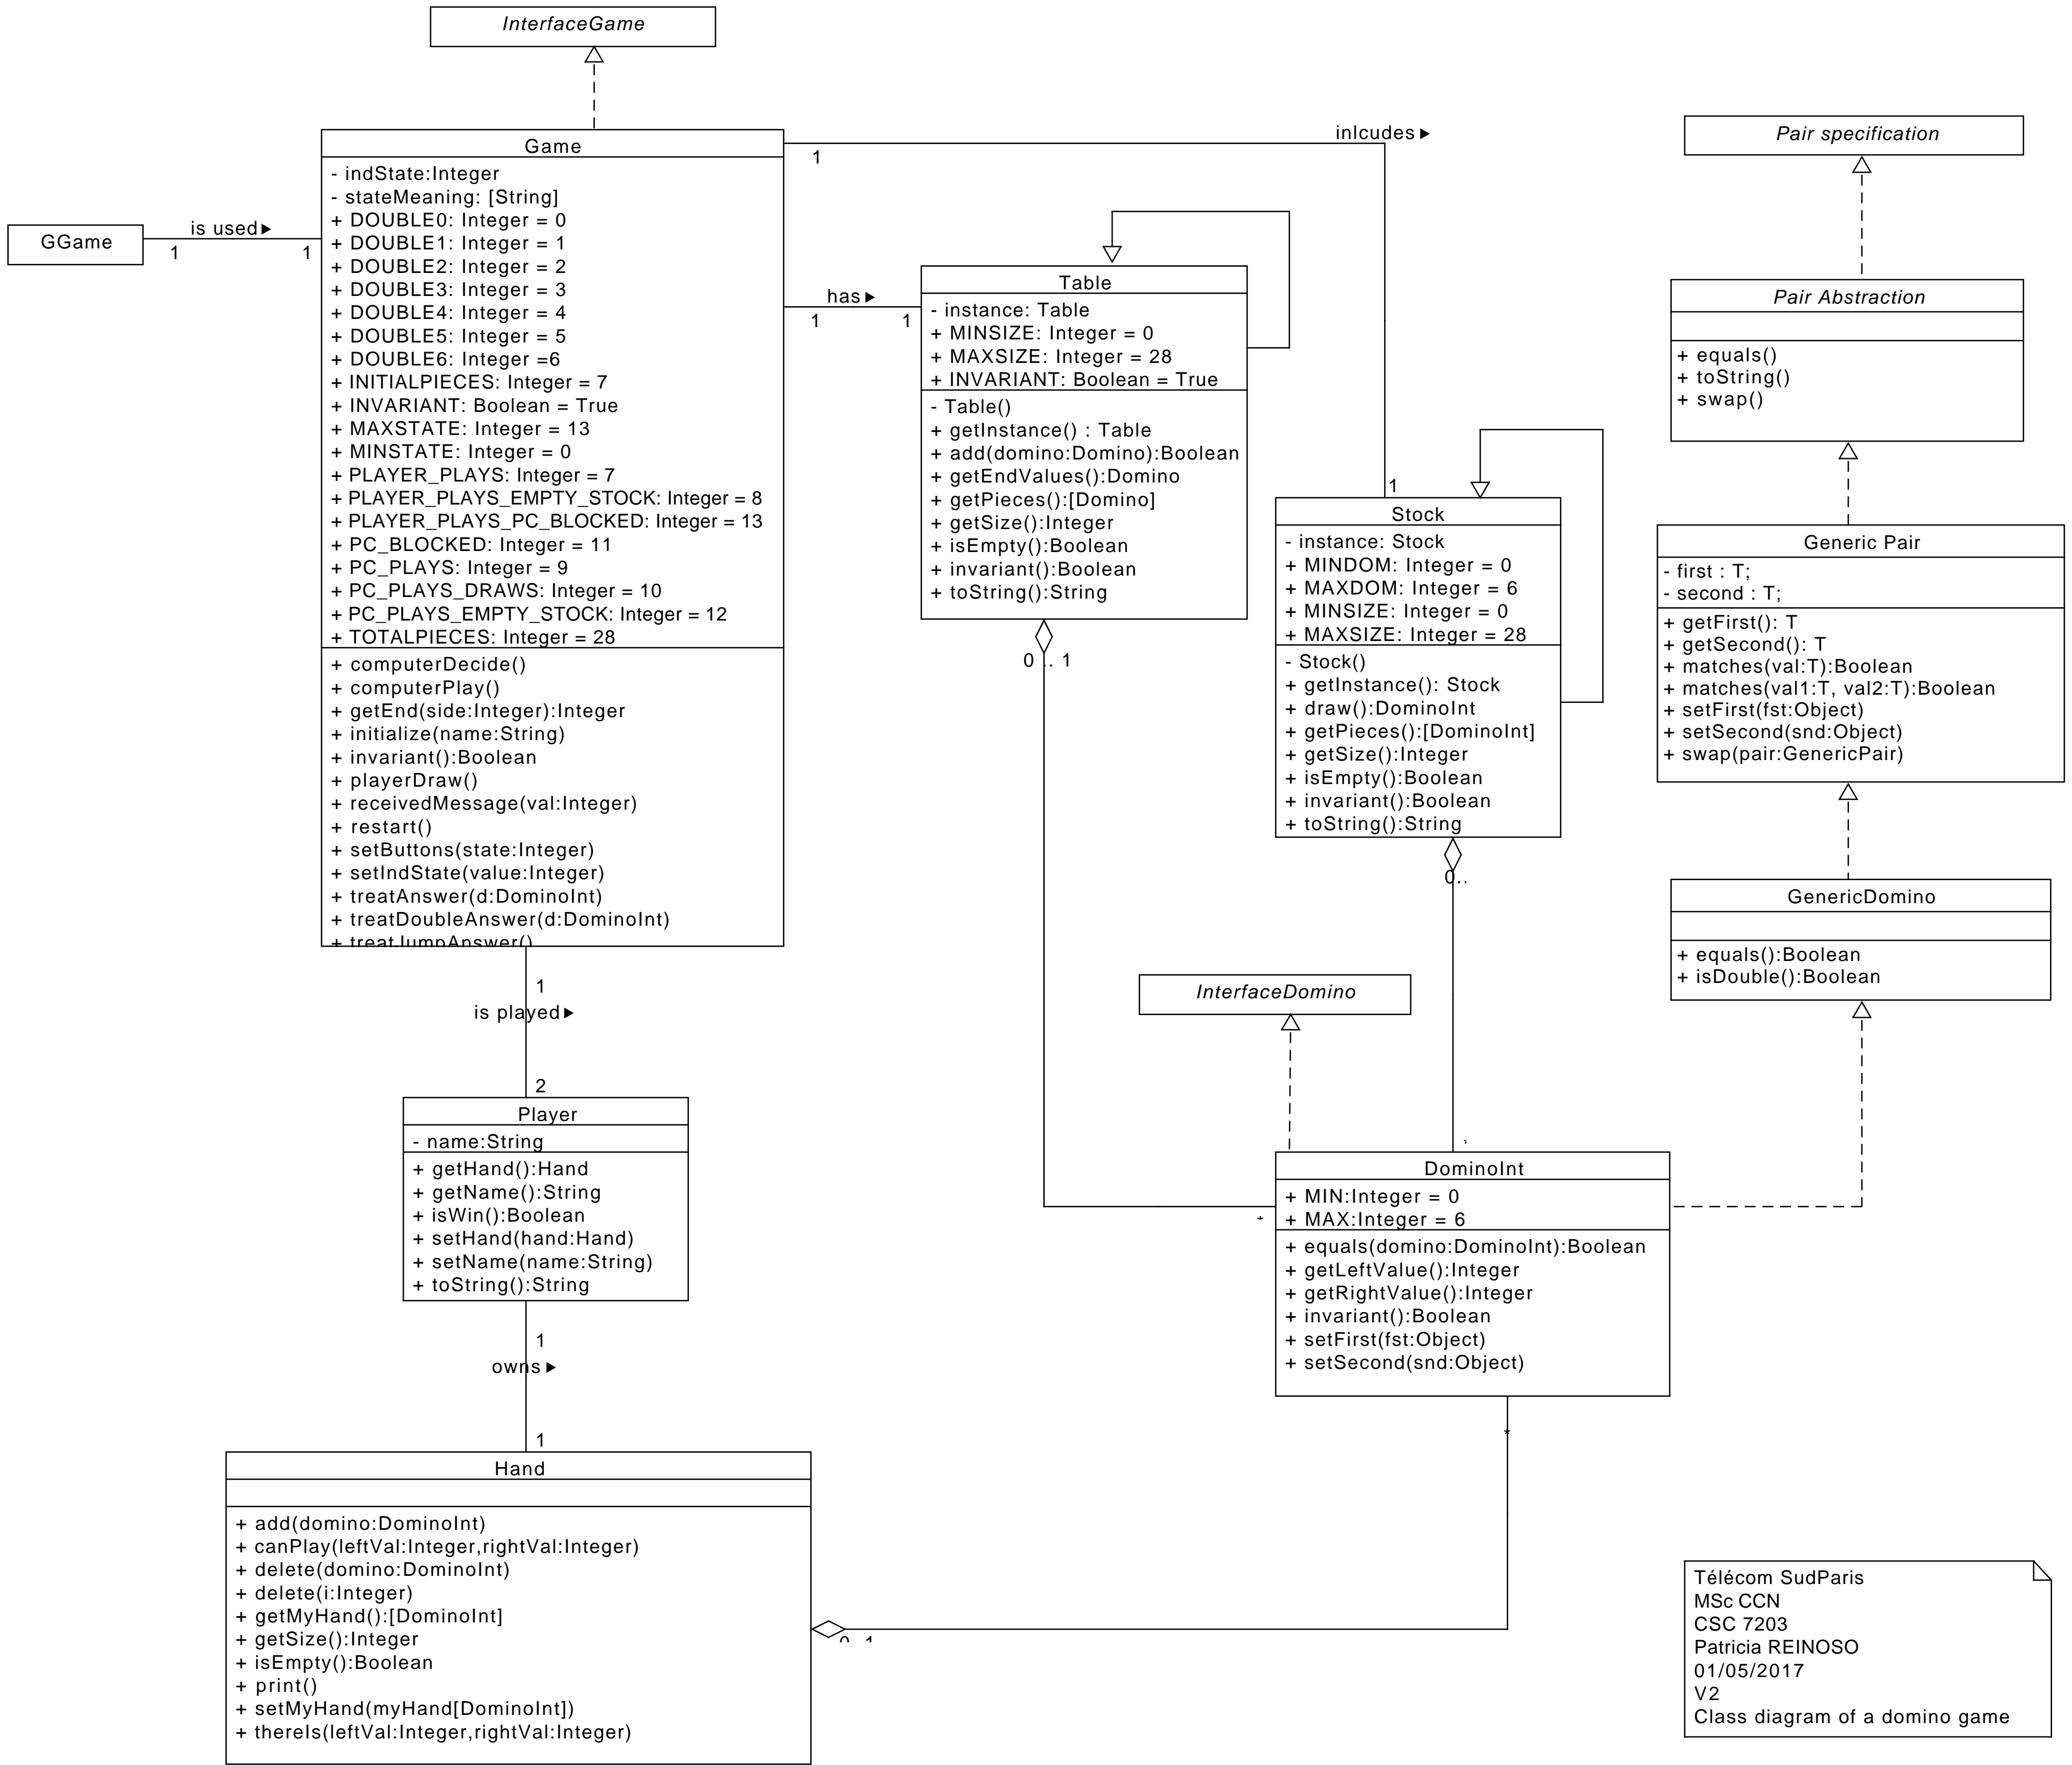 InterfaceGame
Game
- indState:Integer
- stateMeaning: [String]
+ DOUBLE0: Integer = 0
+ DOUBLE1: Integer = 1
+ DOUBLE2: Integer = 2
+ DOUBLE3: Integer = 3
+ DOUBLE4: Integer = 4
+ DOUBLE5: Integer = 5
+ DOUBLE6: Integer =6
+ INITIALPIECES: Integer = 7
+ INVARIANT: Boolean = True
+ MAXSTATE: Integer = 13
+ MINSTATE: Integer = 0
+ PLAYER_PLAYS: Integer = 7
+ PLAYER_PLAYS_EMPTY_STOCK: Integer = 8
+ PLAYER_PLAYS_PC_BLOCKED: Integer = 13
+ PC_BLOCKED: Integer = 11
+ PC_PLAYS: Integer = 9
+ PC_PLAYS_DRAWS: Integer = 10
+ PC_PLAYS_EMPTY_STOCK: Integer = 12
+ TOTALPIECES: Integer = 28
+ computerDecide()
+ computerPlay()
+ getEnd(side:Integer):Integer
+ initialize(name:String)
+ invariant():Boolean
+ playerDraw()
+ receivedMessage(val:Integer)
+ restart()
+ setButtons(state:Integer)
+ setIndState(value:Integer)
+ treatAnswer(d:DominoInt)
+ treatDoubleAnswer(d:DominoInt)
+ treatJumpAnswer()
GGame
is used▶
1
1
1
inlcudes▶
1
has▶
1
1
Table
- instance: Table
+ MINSIZE: Integer = 0
+ MAXSIZE: Integer = 28
+ INVARIANT: Boolean = True
- Table()
+ getInstance() : Table
+ add(domino:Domino):Boolean
+ getEndValues():Domino
+ getPieces():[Domino]
+ getSize():Integer
+ isEmpty():Boolean
+ invariant():Boolean
+ toString():String
0 .. 1
*
Stock
- instance: Stock
+ MINDOM: Integer = 0
+ MAXDOM: Integer = 6
+ MINSIZE: Integer = 0
+ MAXSIZE: Integer = 28
- Stock()
+ getInstance(): Stock
+ draw():DominoInt
+ getPieces():[DominoInt]
+ getSize():Integer
+ isEmpty():Boolean
+ invariant():Boolean
+ toString():String
0..
Pair specification
Pair Abstraction
+ equals()
+ toString()
+ swap()
Generic Pair
- first : T;
- second : T;
+ getFirst(): T
+ getSecond(): T
+ matches(val:T):Boolean
+ matches(val1:T, val2:T):Boolean
+ setFirst(fst:Object)
+ setSecond(snd:Object)
+ swap(pair:GenericPair)
GenericDomino
+ equals():Boolean
+ isDouble():Boolean
InterfaceDomino
DominoInt
+ MIN:Integer = 0
+ MAX:Integer = 6
+ equals(domino:DominoInt):Boolean
+ getLeftValue():Integer
+ getRightValue():Integer
+ invariant():Boolean
+ setFirst(fst:Object)
+ setSecond(snd:Object)
*
1
is played▶
2
Player
- name:String
+ getHand():Hand
+ getName():String
+ isWin():Boolean
+ setHand(hand:Hand)
+ setName(name:String)
+ toString():String
1
owns▶
1
Hand
+ add(domino:DominoInt)
+ canPlay(leftVal:Integer,rightVal:Integer)
+ delete(domino:DominoInt)
+ delete(i:Integer)
+ getMyHand():[DominoInt]
+ getSize():Integer
+ isEmpty():Boolean
+ print()
+ setMyHand(myHand[DominoInt])
+ thereIs(leftVal:Integer,rightVal:Integer)
0..1
Télécom SudParis
MSc CCN
CSC 7203
Patricia REINOSO
01/05/2017
V2
Class diagram of a domino game